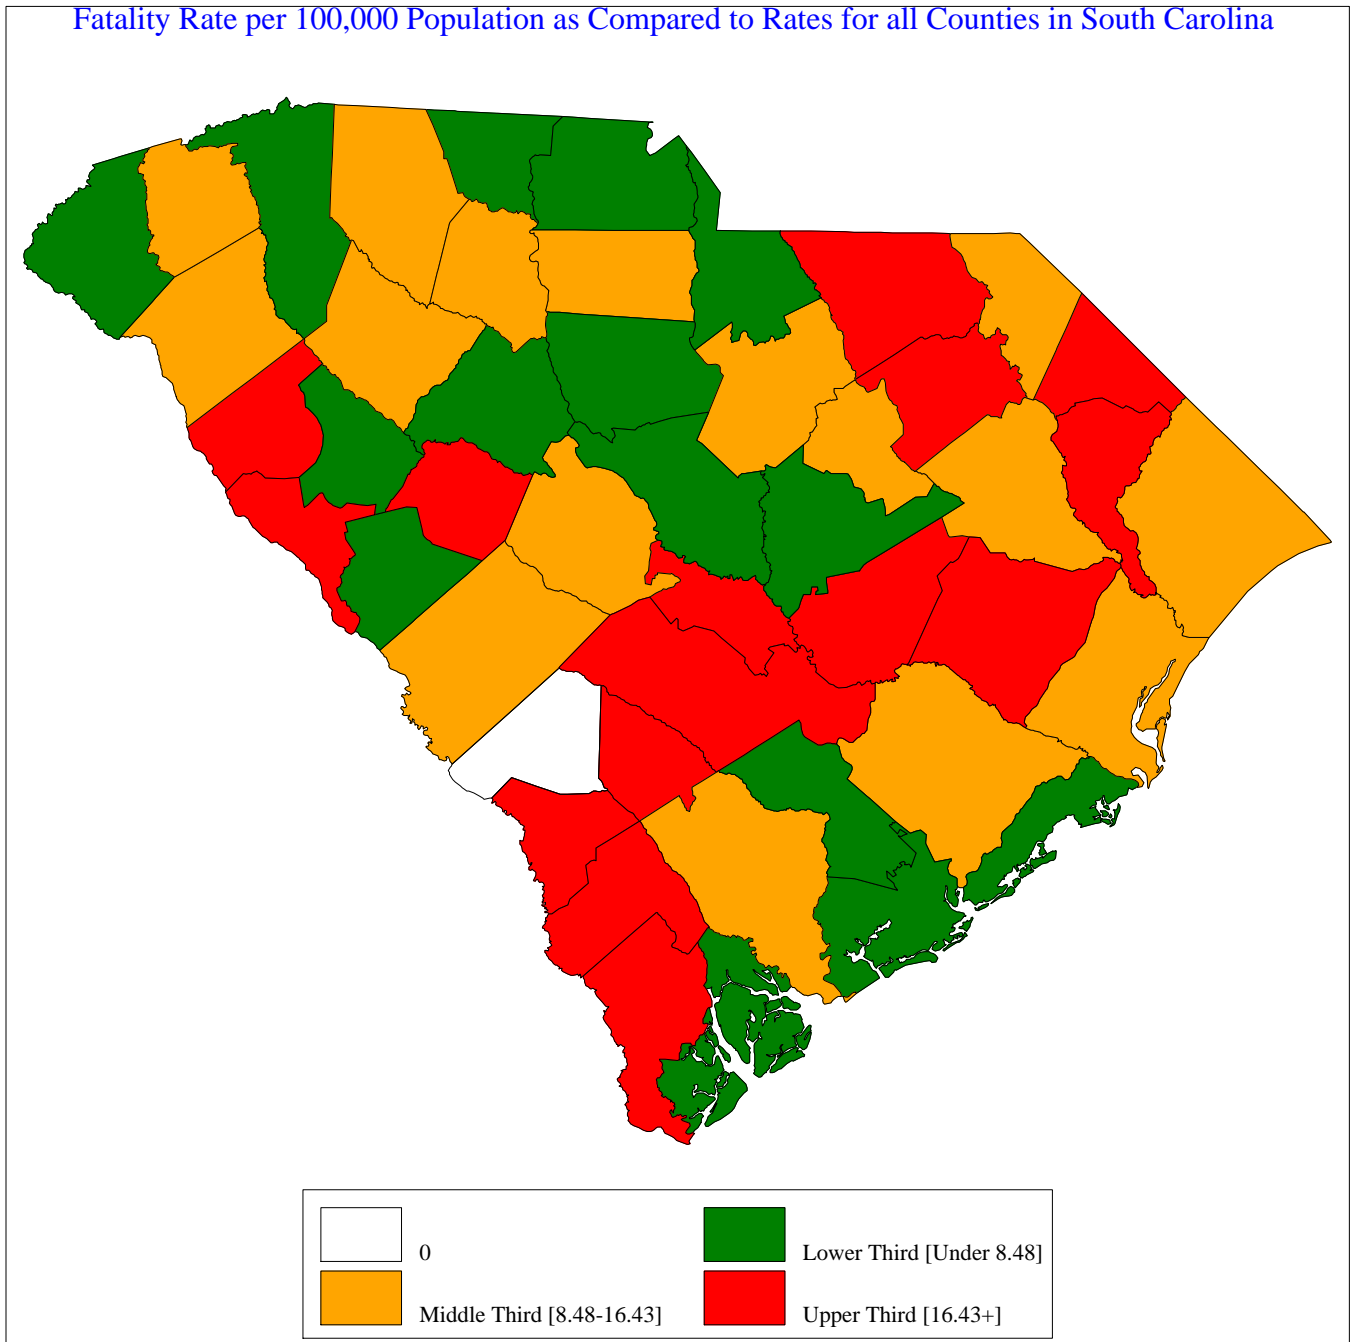 Fatality Rate per 100,000 Population as Compared to Rates for all Counties in South Carolina
0
Lower Third [Under 8.48]
Middle Third [8.48-16.43]
Upper Third [16.43+]